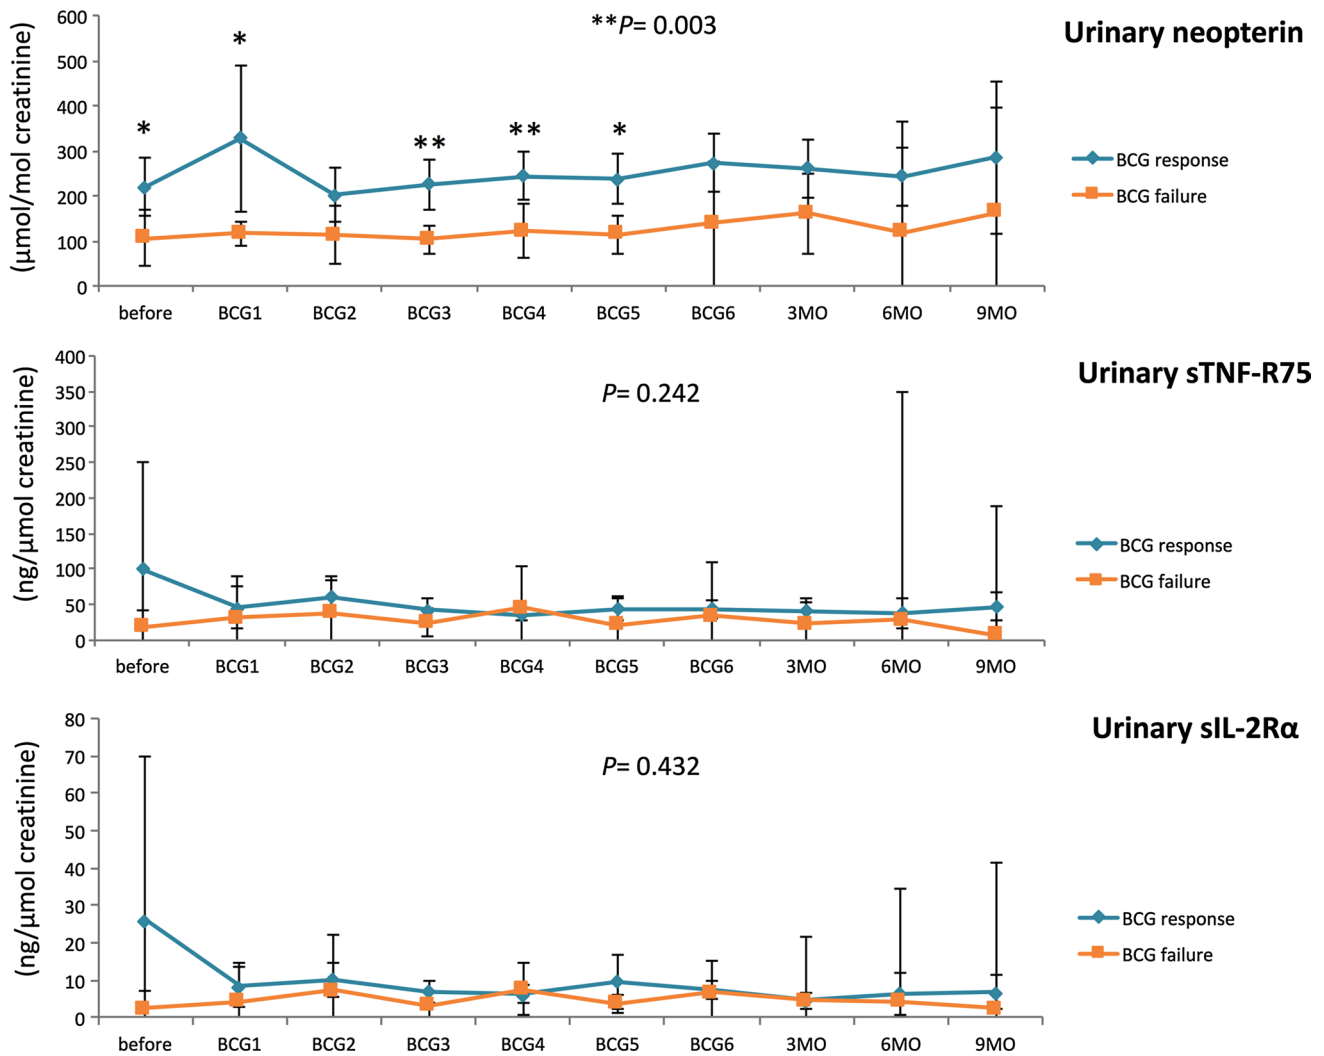 Urinary neopterin
**P= 0.003
(µmol/mol creatinine)
600
500
400
300
200
100
0
*
*
**
**
*
BCG response
BCG failure
before BCG1 BCG2 BCG3 BCG4 BCG5 BCG6 3MO 6MO 9MO
Urinary sTNF-R75
P= 0.242
(ng/µmol creatinine)
400
350
300
250
200
150
100
50
0
BCG response
BCG failure
before BCG1 BCG2 BCG3 BCG4 BCG5 BCG6 3MO 6MO 9MO
Urinary sIL-2Rα
P= 0.432
(ng/µmol creatinine)
80
70
60
50
40
30
20
10
0
BCG response
BCG failure
before BCG1 BCG2 BCG3 BCG4 BCG5 BCG6 3MO 6MO 9MO